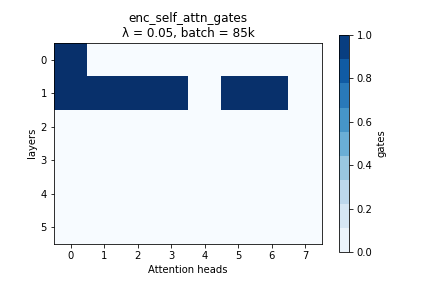 enc_self_attn_gates
λ = 0.05, batch = 85k
layers
0
1
2
3
4
5
0 1 2 3 4 5 6 7
Attention heads
1.0
0.8
0.6
0.4
0.2
0.0
gates